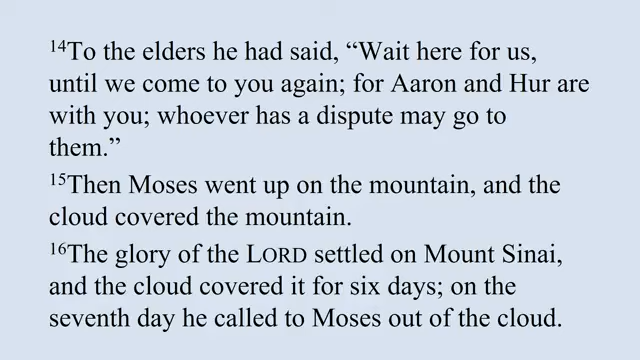 14To the elders he had said, “Wait here for us,
until we come to you again; for Aaron and Hur are
with you; whoever has a dispute may go to
them.”
15Then Moses went up on the mountain, and the
cloud covered the mountain.
16The glory of the LORD settled on Mount Sinai,
and the cloud covered it for six days; on the
seventh day he called to Moses out of the cloud.